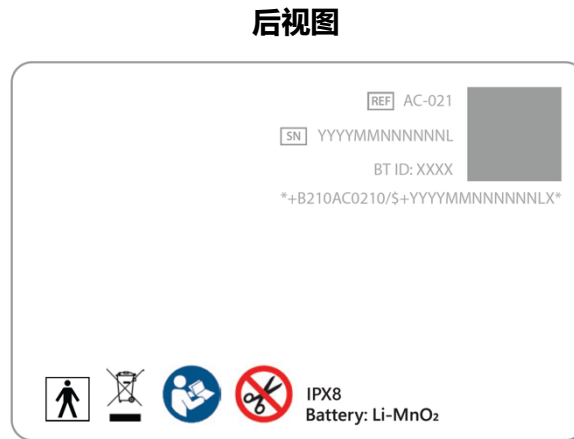 后视图
REF AC-021
SN YYYYMMNNNNNNL
BT ID: XXXX
*+B210AC0210/$+YYYYMMNNNNNNLX*
IPX8
Battery: Li-MnO₂